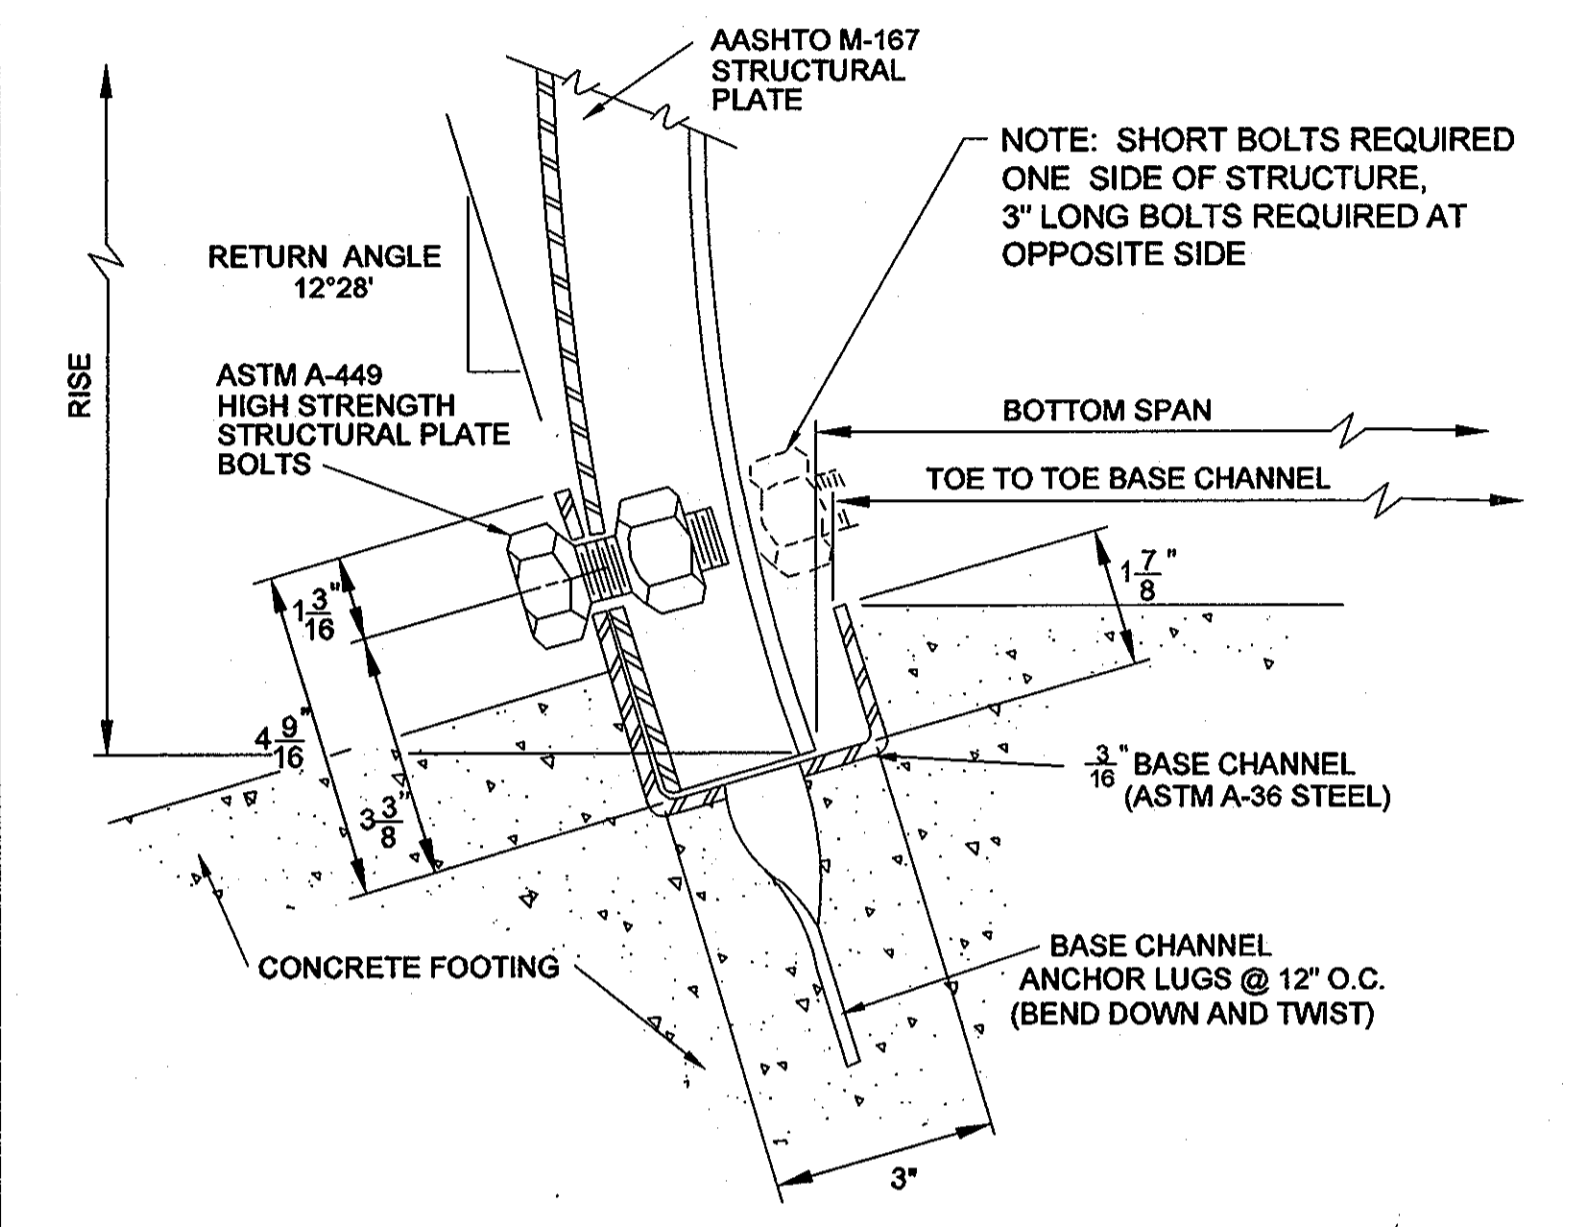 AASHTO M-167
STRUCTURAL
PLATE
NOTE: SHORT BOLTS REQUIRED
ONE SIDE OF STRUCTURE,
3" LONG BOLTS REQUIRED AT
OPPOSITE SIDE
RETURN ANGLE
12°28'
RISE
ASTM A-449
HIGH STRENGTH
STRUCTURAL PLATE
BOLTS
BOTTOM SPAN
TOE TO TOE BASE CHANNEL
1 7/8"
1 3/16"
4 9/16"
3 3/8"
3/16" BASE CHANNEL
(ASTM A-36 STEEL)
CONCRETE FOOTING
BASE CHANNEL
ANCHOR LUGS @ 12" O.C.
(BEND DOWN AND TWIST)
3"